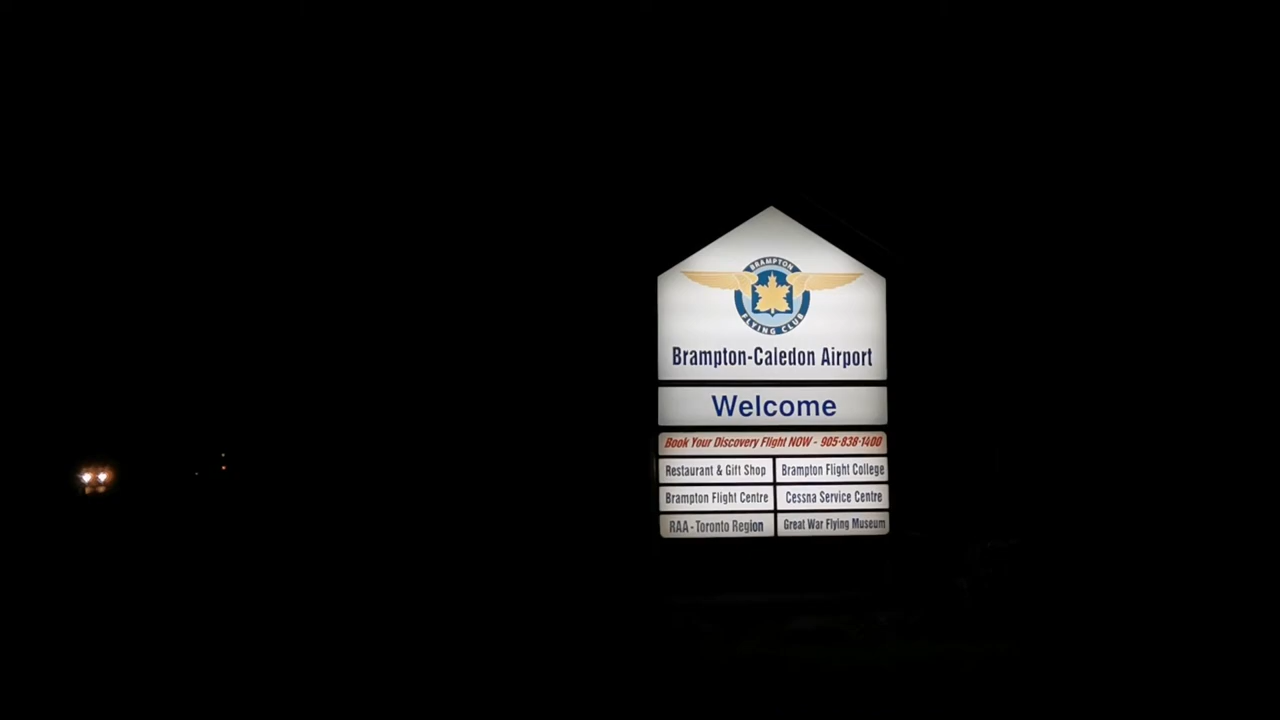 BRAMPTON
FLYING CLUB
Brampton-Caledon Airport
Welcome
Book Your Discovery Flight NOW - 905-838-1400
Restaurant & Gift Shop
Brampton Flight College
Brampton Flight Centre
Cessna Service Centre
RAA - Toronto Region
Great War Flying Museum